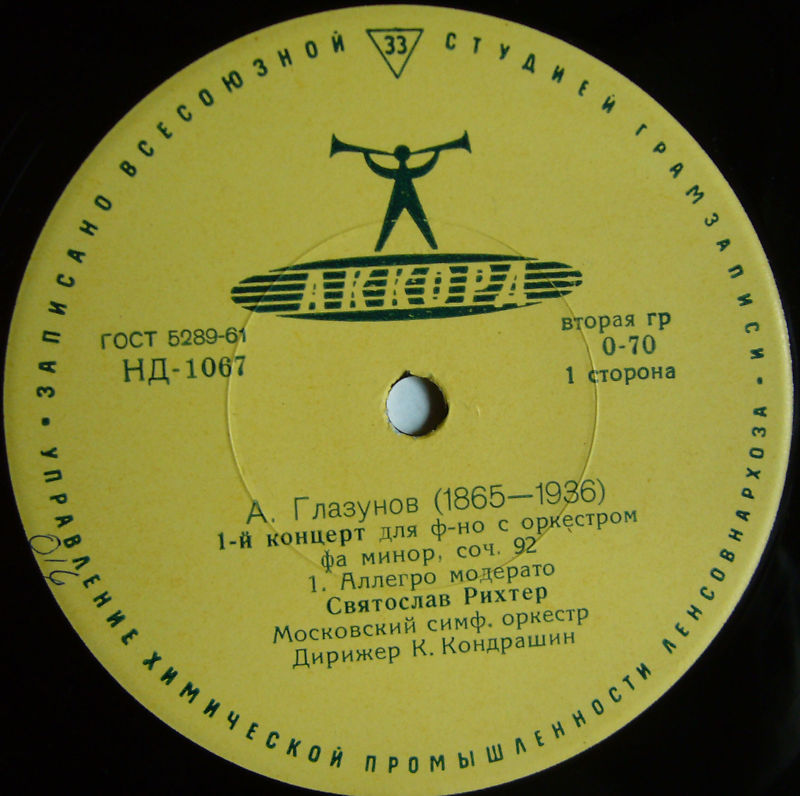 ЗАПИСАНО ВСЕСОЮЗНОЙ 33 СТУДИЕЙ ГРАМЗАПИСИ •
АККОРД
ГОСТ 5289-61
НД-1067
вторая гр
0-70
1 сторона
А. Глазунов (1865—1936)
1-й концерт для ф-но с оркестром
фа минор, соч. 92
1. Аллегро модерато
Святослав Рихтер
Московский симф. оркестр
Дирижер К. Кондрашин
• УПРАВЛЕНИЕ ХИМИЧЕСКОЙ ПРОМЫШЛЕННОСТИ ЛЕНСОВНАРХОЗА